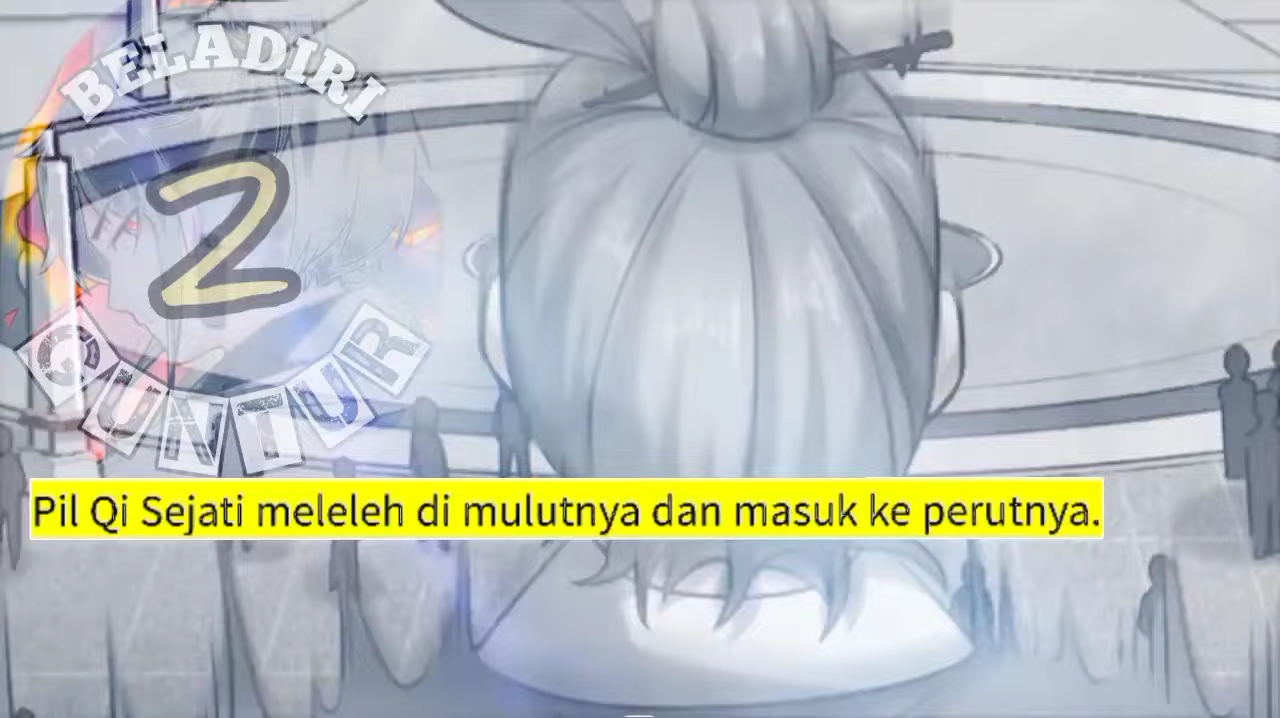 BELADIRI
2
GUNTUR
Pil Qi Sejati meleleh di mulutnya dan masuk ke perutnya.